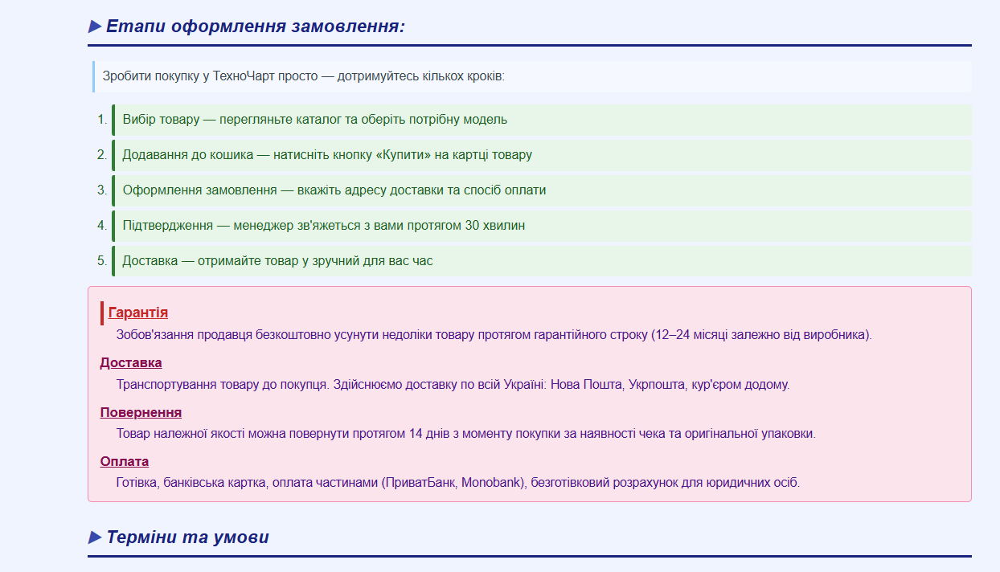 ▶ Етапи оформлення замовлення:
Зробити покупку у ТехноЧарт просто — дотримуйтесь кількох кроків:
1. Вибір товару — перегляньте каталог та оберіть потрібну модель
2. Додавання до кошика — натисніть кнопку «Купити» на картці товару
3. Оформлення замовлення — вкажіть адресу доставки та спосіб оплати
4. Підтвердження — менеджер зв'яжеться з вами протягом 30 хвилин
5. Доставка — отримайте товар у зручний для вас час
Гарантія
Зобов'язання продавця безкоштовно усунути недоліки товару протягом гарантійного строку (12–24 місяці залежно від виробника).
Доставка
Транспортування товару до покупця. Здійснюємо доставку по всій Україні: Нова Пошта, Укрпошта, кур'єром додому.
Повернення
Товар належної якості можна повернути протягом 14 днів з моменту покупки за наявності чека та оригінальної упаковки.
Оплата
Готівка, банківська картка, оплата частинами (ПриватБанк, Monobank), безготівковий розрахунок для юридичних осіб.
▶ Терміни та умови